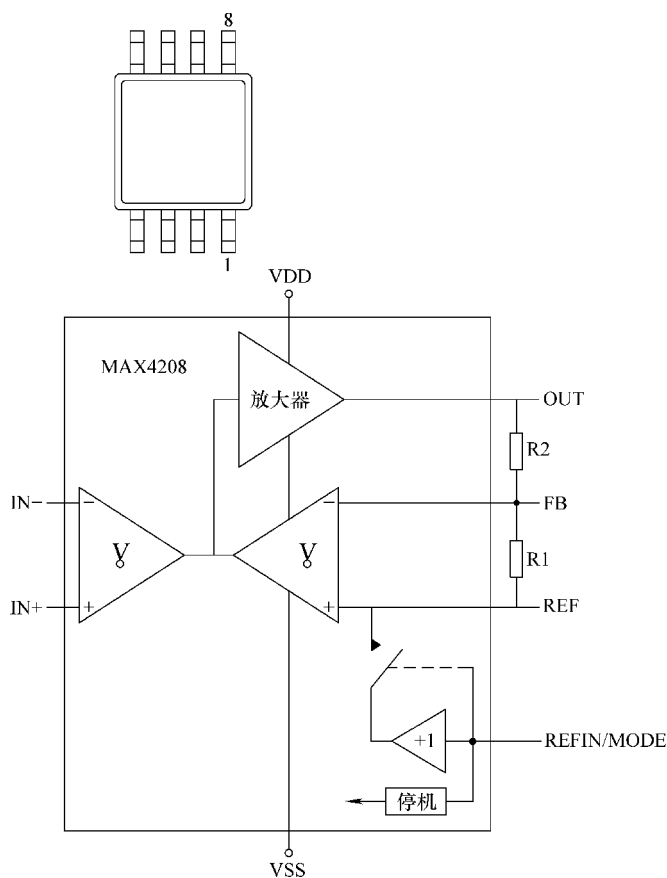 8
1
VDD
MAX4208
放大器
OUT
R2
IN−
−
−
FB
V
V
R1
IN+
+
+
REF
+1
REFIN/MODE
停机
VSS